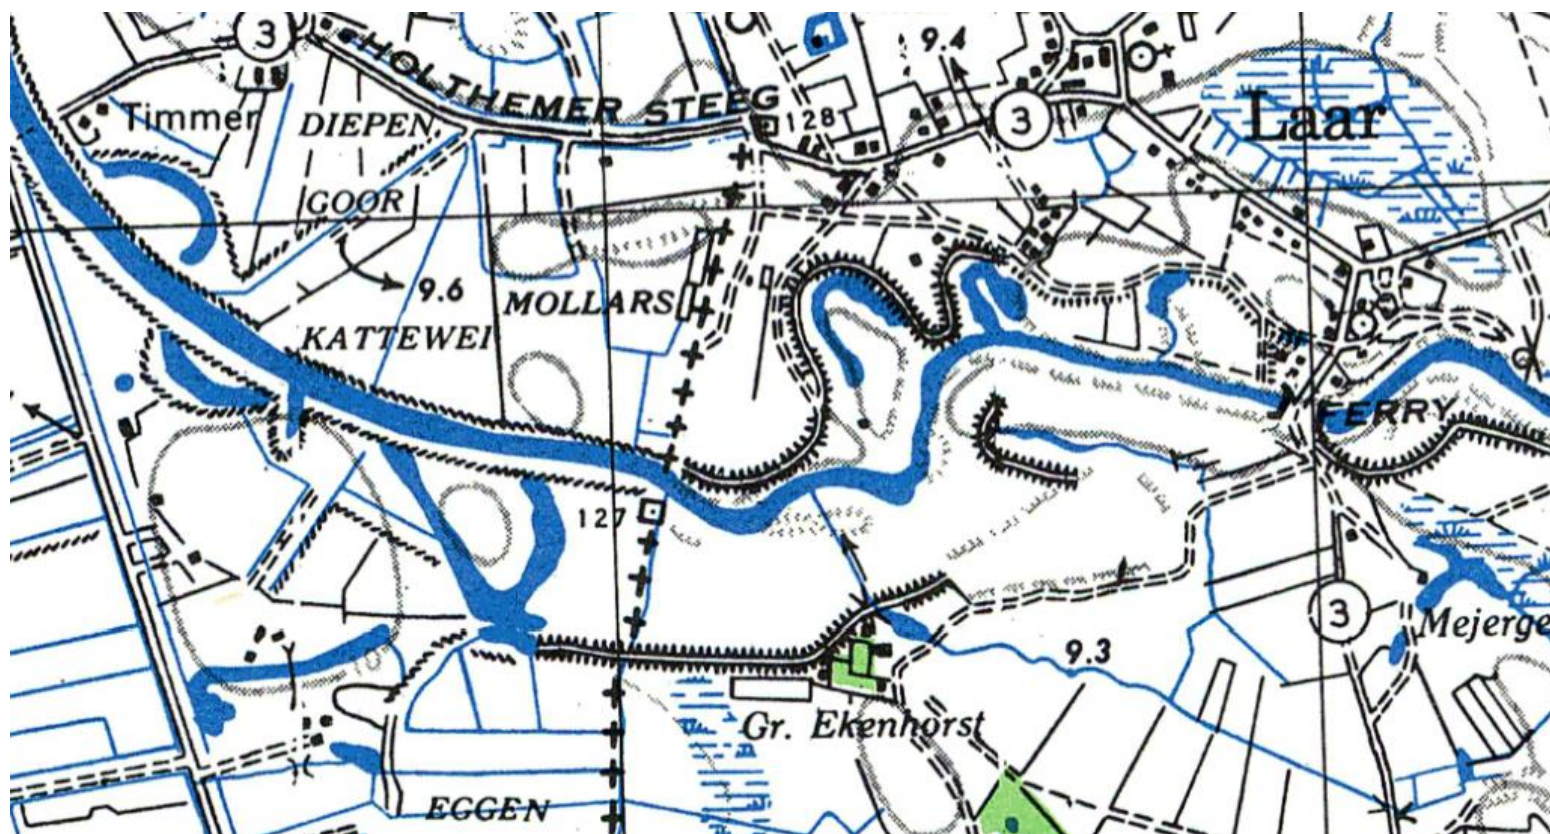 3
9.4
HOLTHEMER STEEG
Timmer
DIEPEN
128
3
Laar
GOOR
9.6
MOLLARS
KATTEWEI
FERRY
127
3
Mejerge
9.3
10
Gr. Ekenhorst
EGGEN